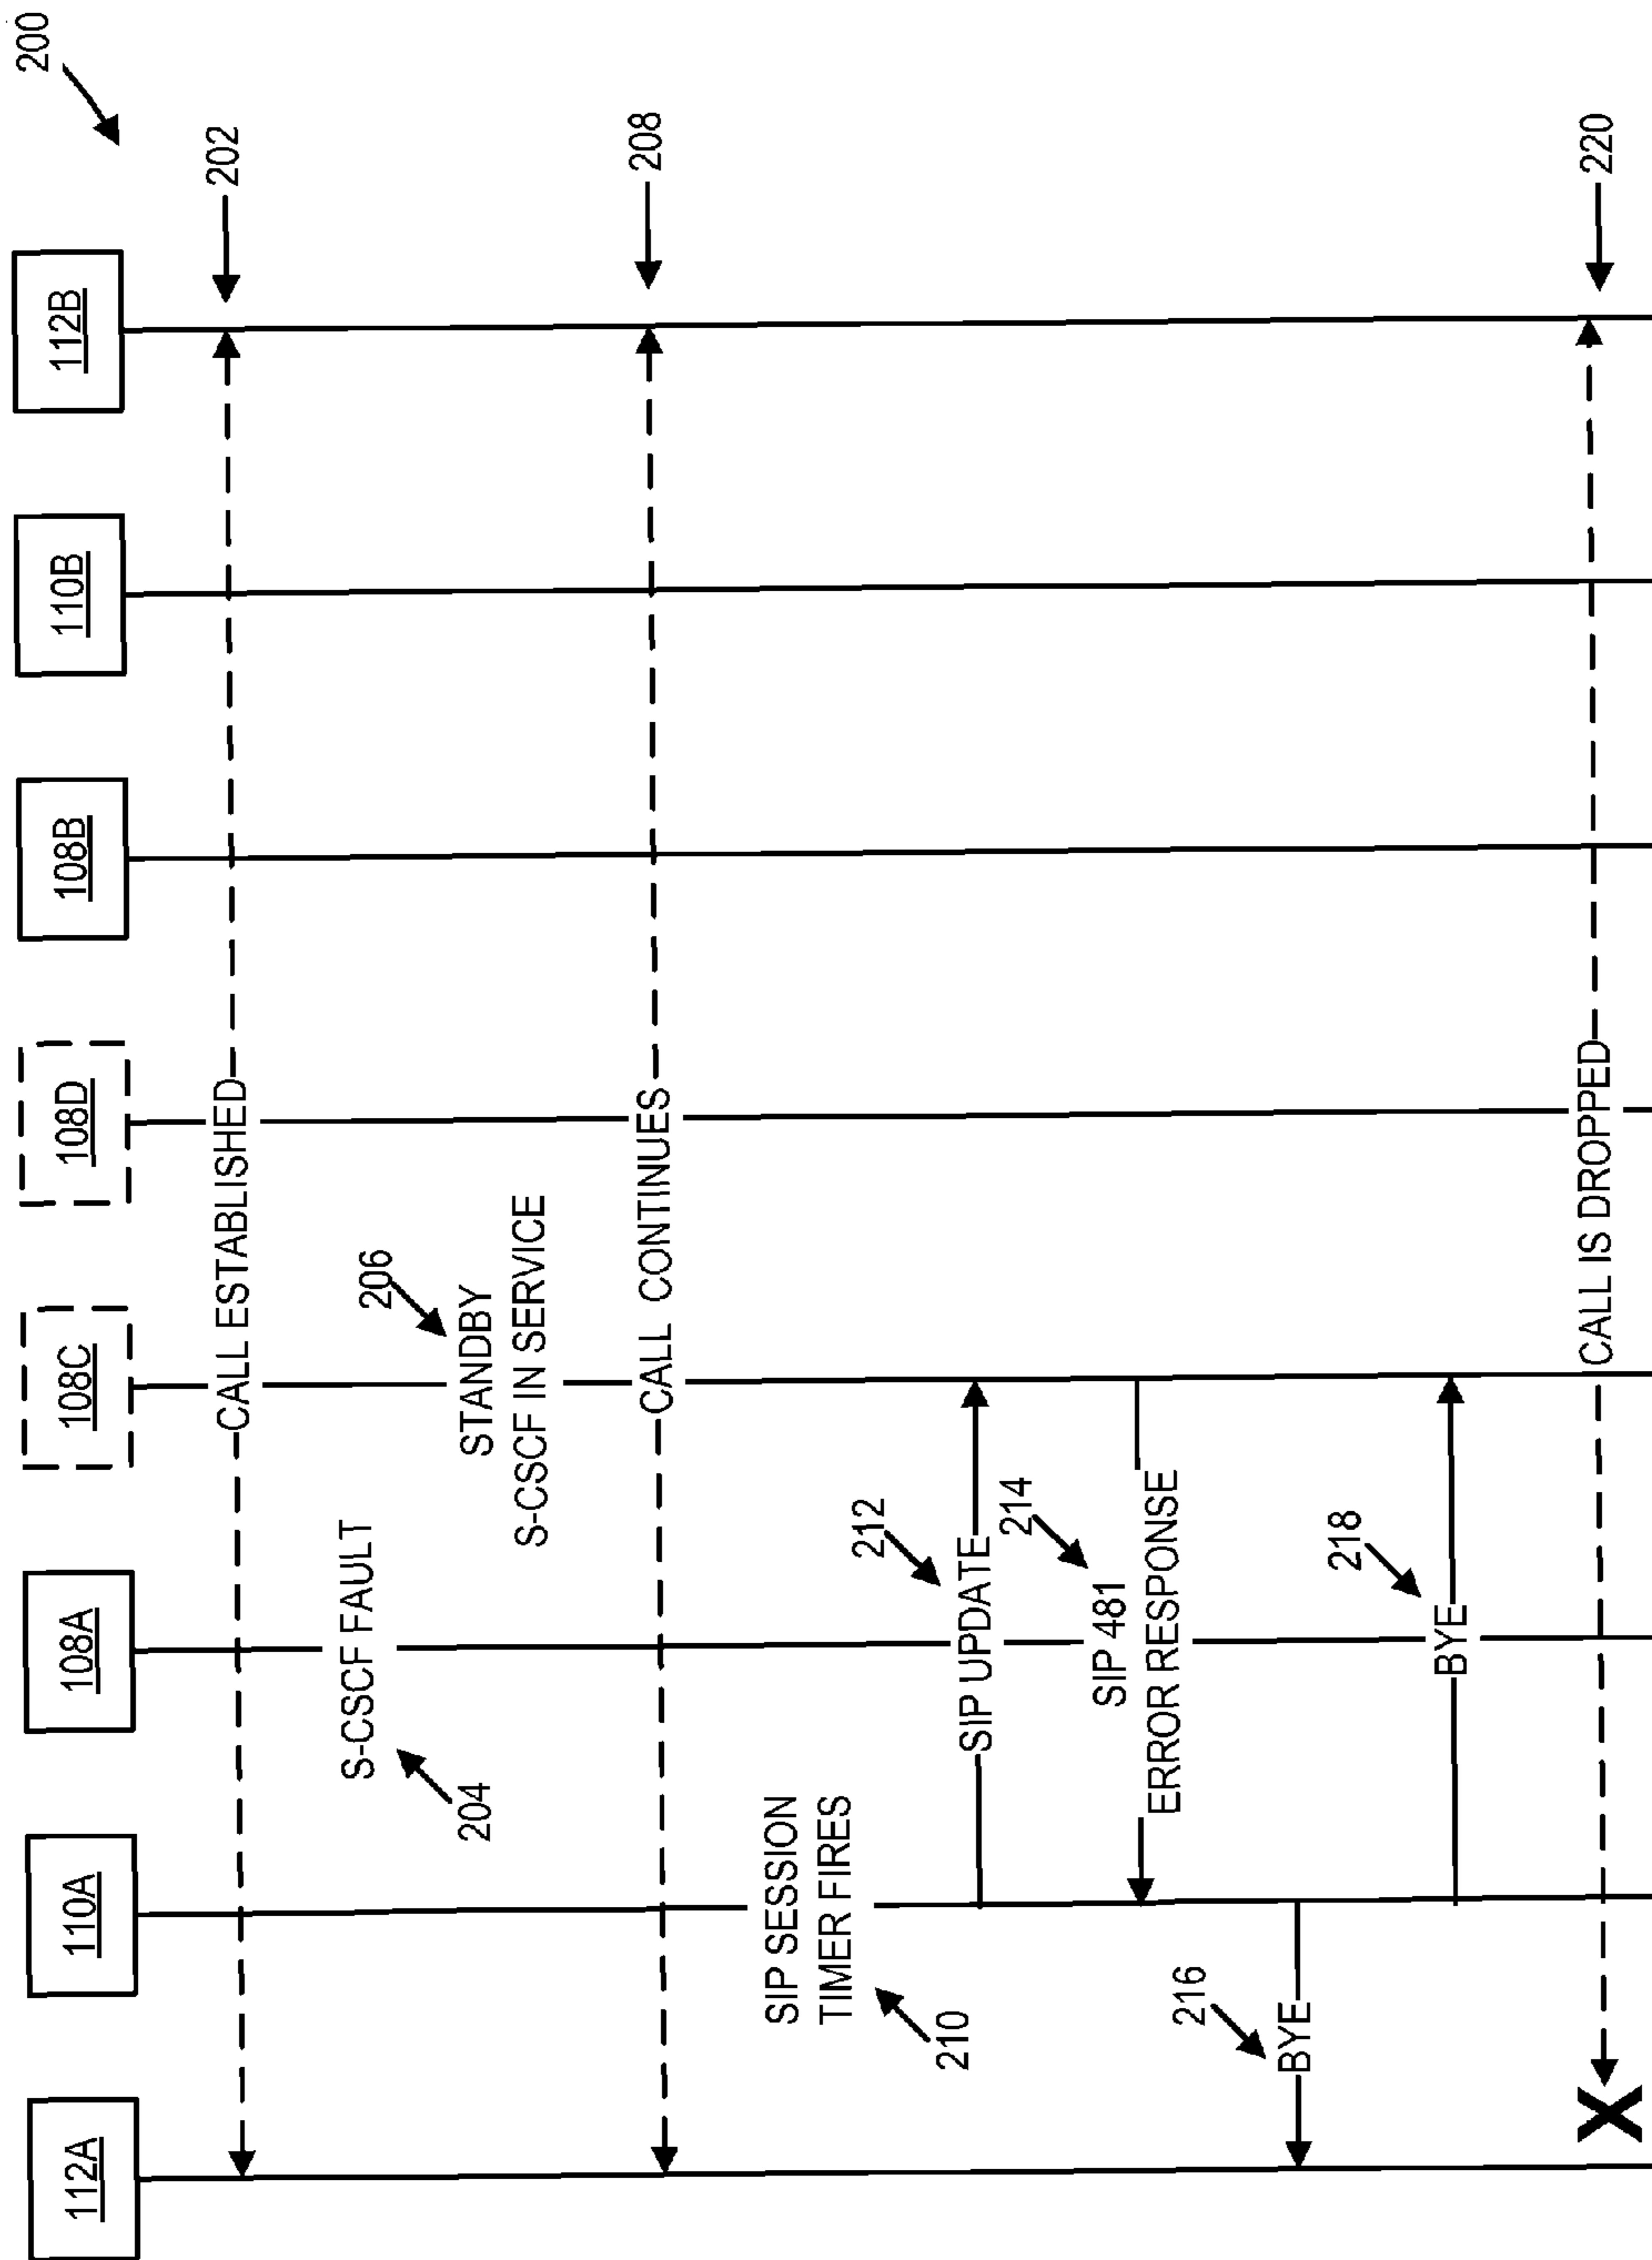 200
112A
110A
108A
108C
108D
108B
110B
112B
CALL ESTABLISHED
202
S-CSCF FAULT
204
206
STANDBY
S-CSCF IN SERVICE
CALL CONTINUES
208
SIP SESSION
TIMER FIRES
210
212
SIP UPDATE
214
SIP 481
ERROR RESPONSE
216
BYE
218
BYE
CALL IS DROPPED
220
X